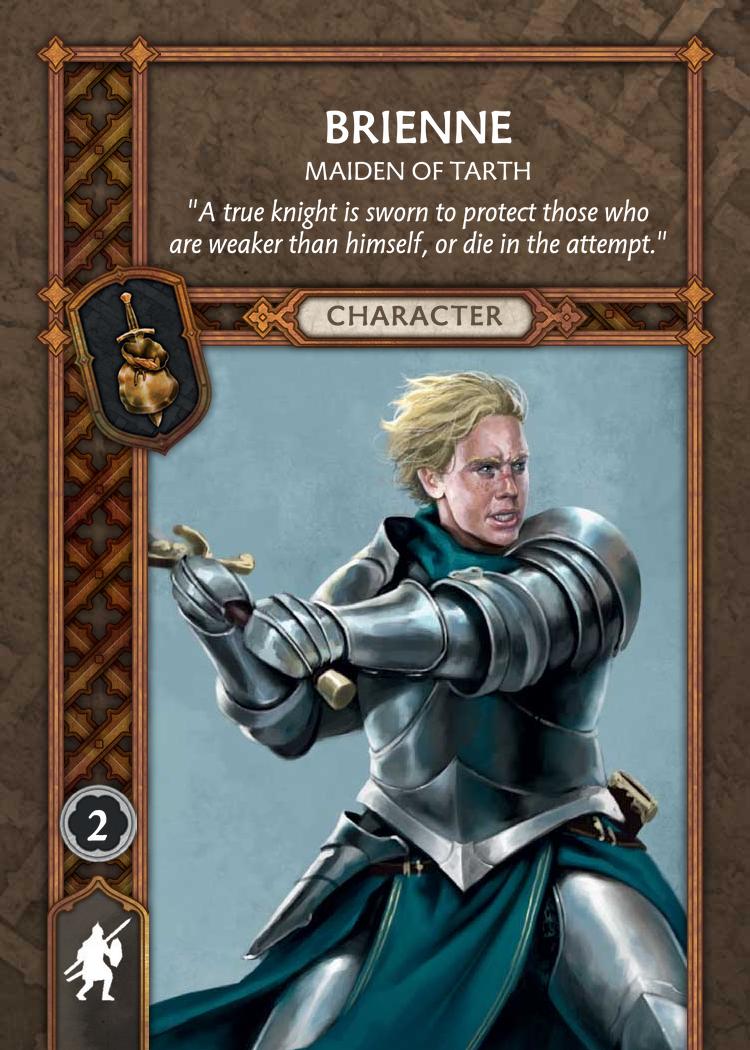 BRIENNE
MAIDEN OF TARTH
"A true knight is sworn to protect those who
are weaker than himself, or die in the attempt."
CHARACTER
2